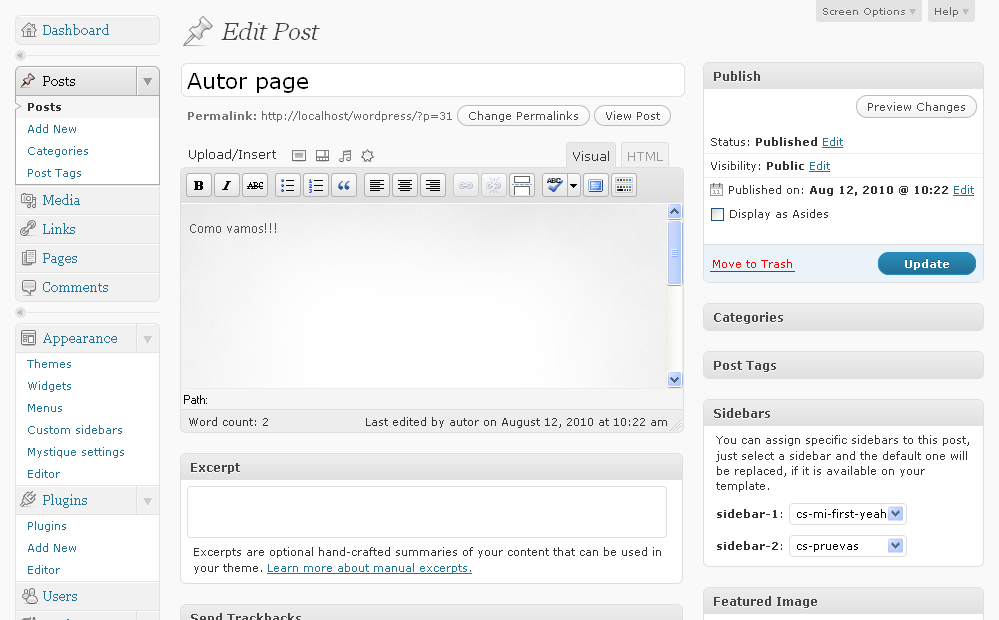 Screen Options
Help
Dashboard
Posts
Posts
Add New
Categories
Post Tags
Media
Links
Pages
Comments
Appearance
Themes
Widgets
Menus
Custom sidebars
Mystique settings
Editor
Plugins
Plugins
Add New
Editor
Users
Edit Post
Autor page
Permalink: http://localhost/wordpress/?p=31 Change Permalinks View Post
Upload/Insert
Visual HTML
B I ABC ABC
Como vamos!!!
Path:
Word count: 2 Last edited by autor on August 12, 2010 at 10:22 am
Excerpt
Excerpts are optional hand-crafted summaries of your content that can be used in
your theme. Learn more about manual excerpts.
Send Trackbacks
Publish
Preview Changes
Status: Published Edit
Visibility: Public Edit
Published on: Aug 12, 2010 @ 10:22 Edit
Display as Asides
Move to Trash Update
Categories
Post Tags
Sidebars
You can assign specific sidebars to this post,
just select a sidebar and the default one will
be replaced, if it is available on your
template.
sidebar-1: cs-mi-first-yeah
sidebar-2: cs-pruevas
Featured Image